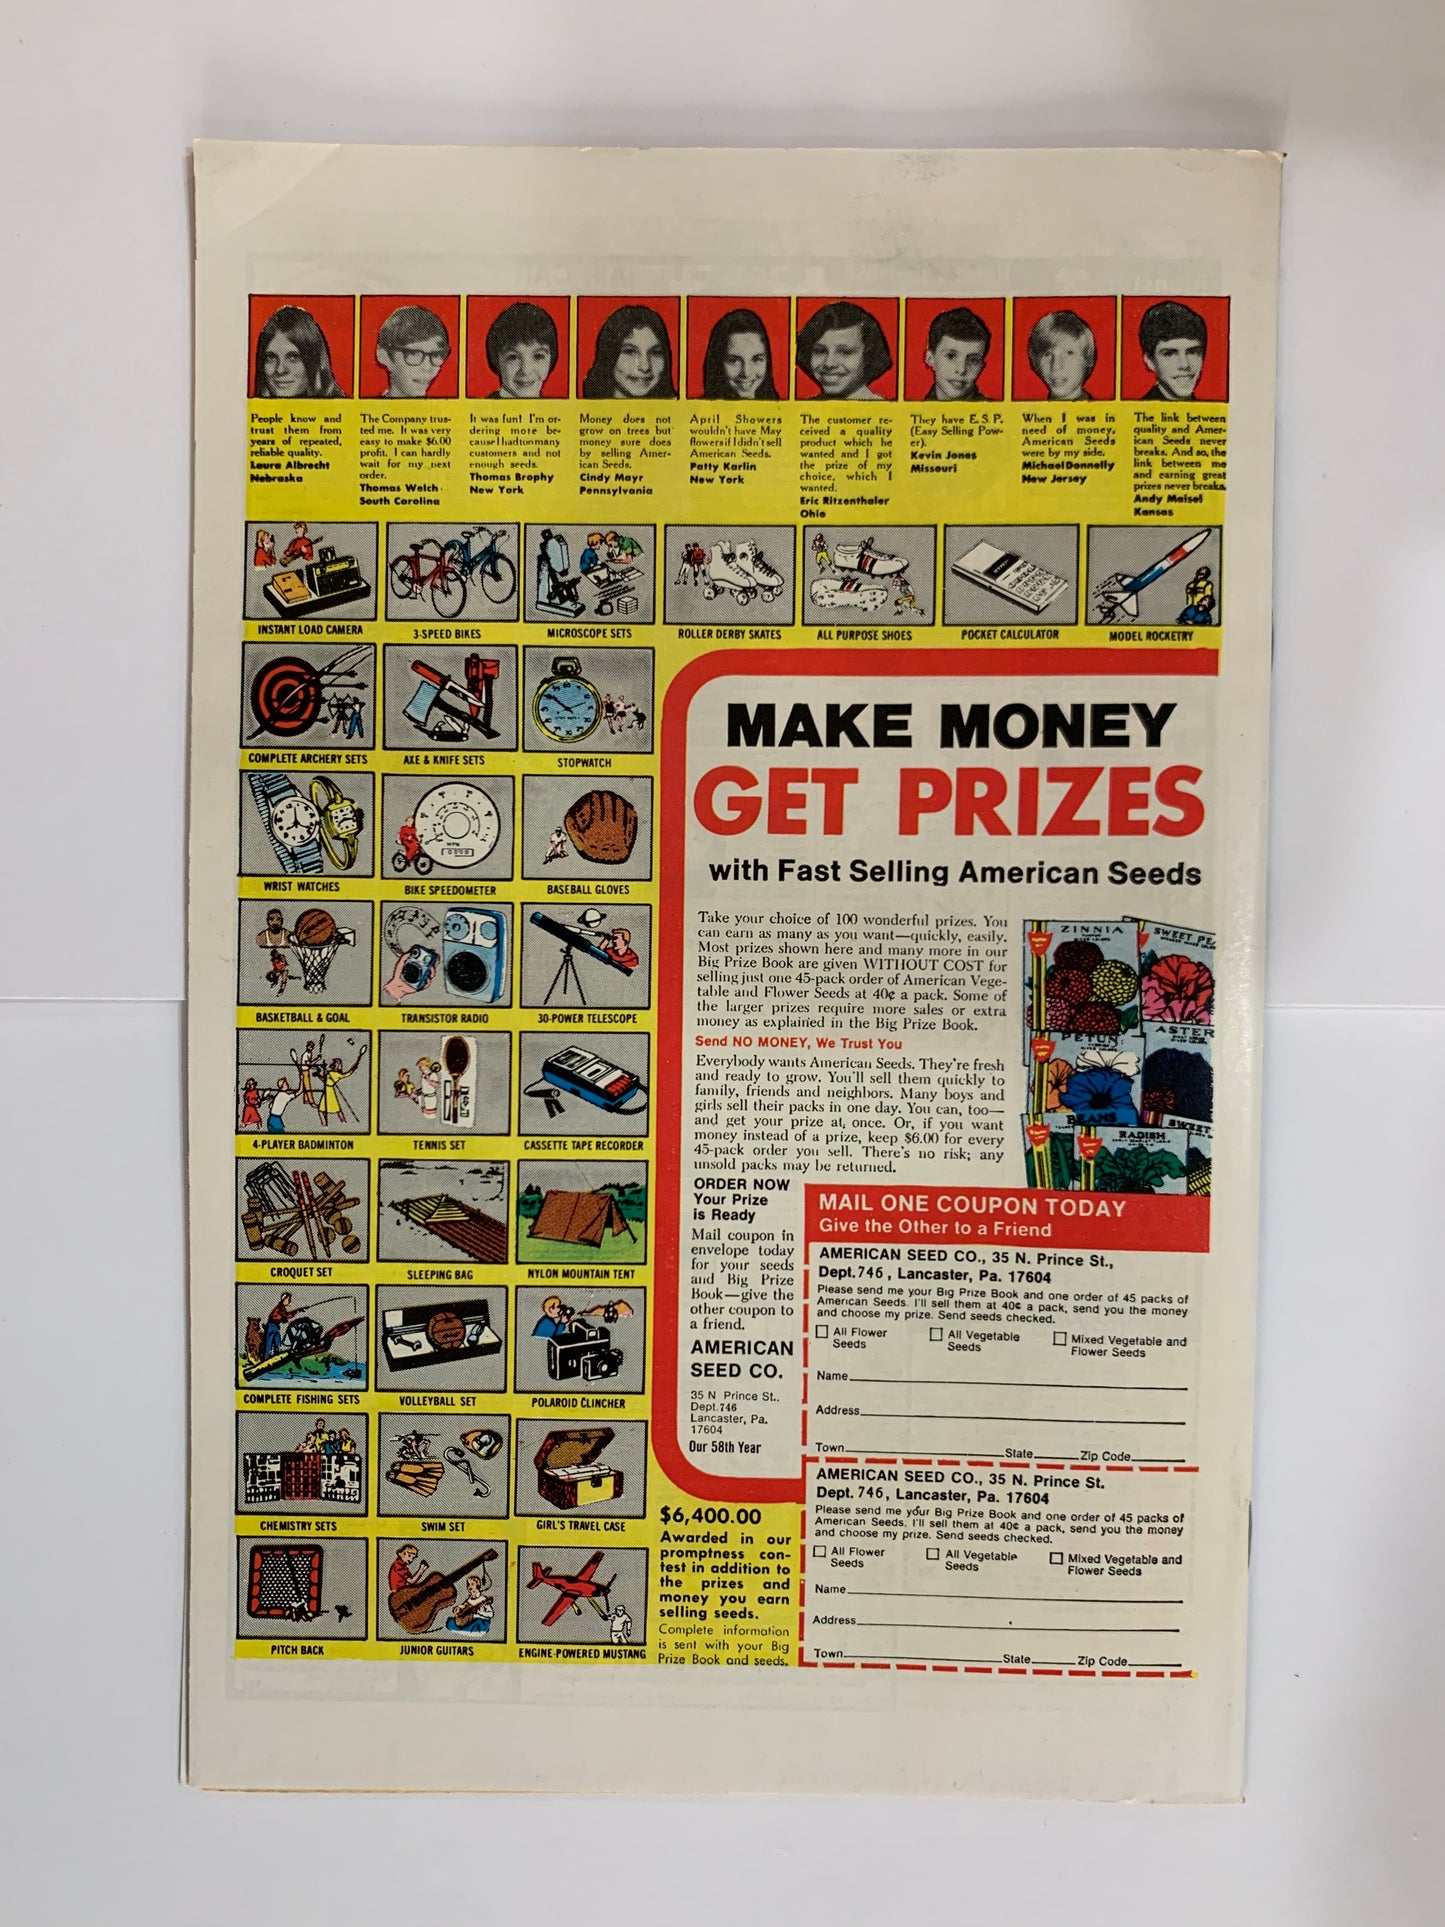 People know and
trust them from
years of repeated,
reliable quality.
Laura Albrecht
Nebraska
The Company trus-
ted me. It was very
easy to make $6.00
profit. I can hardly
wait for my next
order.
Thomas Welch
South Carolina
It was fun! I'm or-
dering more be-
cause I had too many
customers and not
enough seeds.
Thomas Brophy
New York
Money does not
grow on trees but
money sure does
by selling Amer-
ican Seeds.
Cindy Mayr
Pennsylvania
April Showers
wouldn't have May
flowers if I didn't sell
American Seeds.
Patty Karlin
New York
The customer re-
ceived a quality
product which he
wanted and I got
the prize of my
choice, which I
wanted.
Eric Ritzenthaler
Ohio
They have E.S.P.
(Easy Selling Pow-
er).
Kevin Jones
Missouri
When I was in
need of money,
American Seeds
were by my side.
Michael Donnelly
New Jersey
The link between
quality and Amer-
ican Seeds never
breaks. And so, the
link between me
and earning great
prizes never breaks.
Andy Meisel
Kansas
INSTANT LOAD CAMERA
3-SPEED BIKES
MICROSCOPE SETS
ROLLER DERBY SKATES
ALL PURPOSE SHOES
POCKET CALCULATOR
MODEL ROCKETRY
COMPLETE ARCHERY SETS
AXE & KNIFE SETS
STOPWATCH
WRIST WATCHES
BIKE SPEEDOMETER
BASEBALL GLOVES
BASKETBALL & GOAL
TRANSISTOR RADIO
30-POWER TELESCOPE
4-PLAYER BADMINTON
TENNIS SET
CASSETTE TAPE RECORDER
CROQUET SET
SLEEPING BAG
NYLON MOUNTAIN TENT
COMPLETE FISHING SETS
VOLLEYBALL SET
POLAROID CLINCHER
CHEMISTRY SETS
SWIM SET
GIRL'S TRAVEL CASE
PITCH BACK
JUNIOR GUITARS
ENGINE-POWERED MUSTANG
MAKE MONEY
GET PRIZES
with Fast Selling American Seeds
Take your choice of 100 wonderful prizes. You
can earn as many as you want—quickly, easily.
Most prizes shown here and many more in our
Big Prize Book are given WITHOUT COST for
selling just one 45-pack order of American Vege-
table and Flower Seeds at 40¢ a pack. Some of
the larger prizes require more sales or extra
money as explained in the Big Prize Book.
Send NO MONEY, We Trust You
Everybody wants American Seeds. They're fresh
and ready to grow. You'll sell them quickly to
family, friends and neighbors. Many boys and
girls sell their packs in one day. You can, too—
and get your prize at once. Or, if you want
money instead of a prize, keep $6.00 for every
45-pack order you sell. There's no risk; any
unsold packs may be returned.
ZINNIA
SWEET PE
ASTER
PETUN
BEANS
RADISH
SWEET
ORDER NOW
Your Prize
is Ready
Mail coupon in
envelope today
for your seeds
and Big Prize
Book—give the
other coupon to
a friend.
AMERICAN
SEED CO.
35 N Prince St.,
Dept. 746
Lancaster, Pa.
17604
Our 58th Year
$6,400.00
Awarded in our
promptness con-
test in addition to
the prizes and
money you earn
selling seeds.
Complete information
is sent with your Big
Prize Book and seeds.
MAIL ONE COUPON TODAY
Give the Other to a Friend
AMERICAN SEED CO., 35 N. Prince St.,
Dept. 746, Lancaster, Pa. 17604
Please send me your Big Prize Book and one order of 45 packs of
American Seeds. I'll sell them at 40¢ a pack, send you the money
and choose my prize. Send seeds checked.
All Flower
Seeds
All Vegetable
Seeds
Mixed Vegetable and
Flower Seeds
Name
Address
Town State Zip Code
AMERICAN SEED CO., 35 N. Prince St.
Dept. 746, Lancaster, Pa. 17604
Please send me your Big Prize Book and one order of 45 packs of
American Seeds. I'll sell them at 40¢ a pack, send you the money
and choose my prize. Send seeds checked.
All Flower
Seeds
All Vegetable
Seeds
Mixed Vegetable and
Flower Seeds
Name
Address
Town State Zip Code